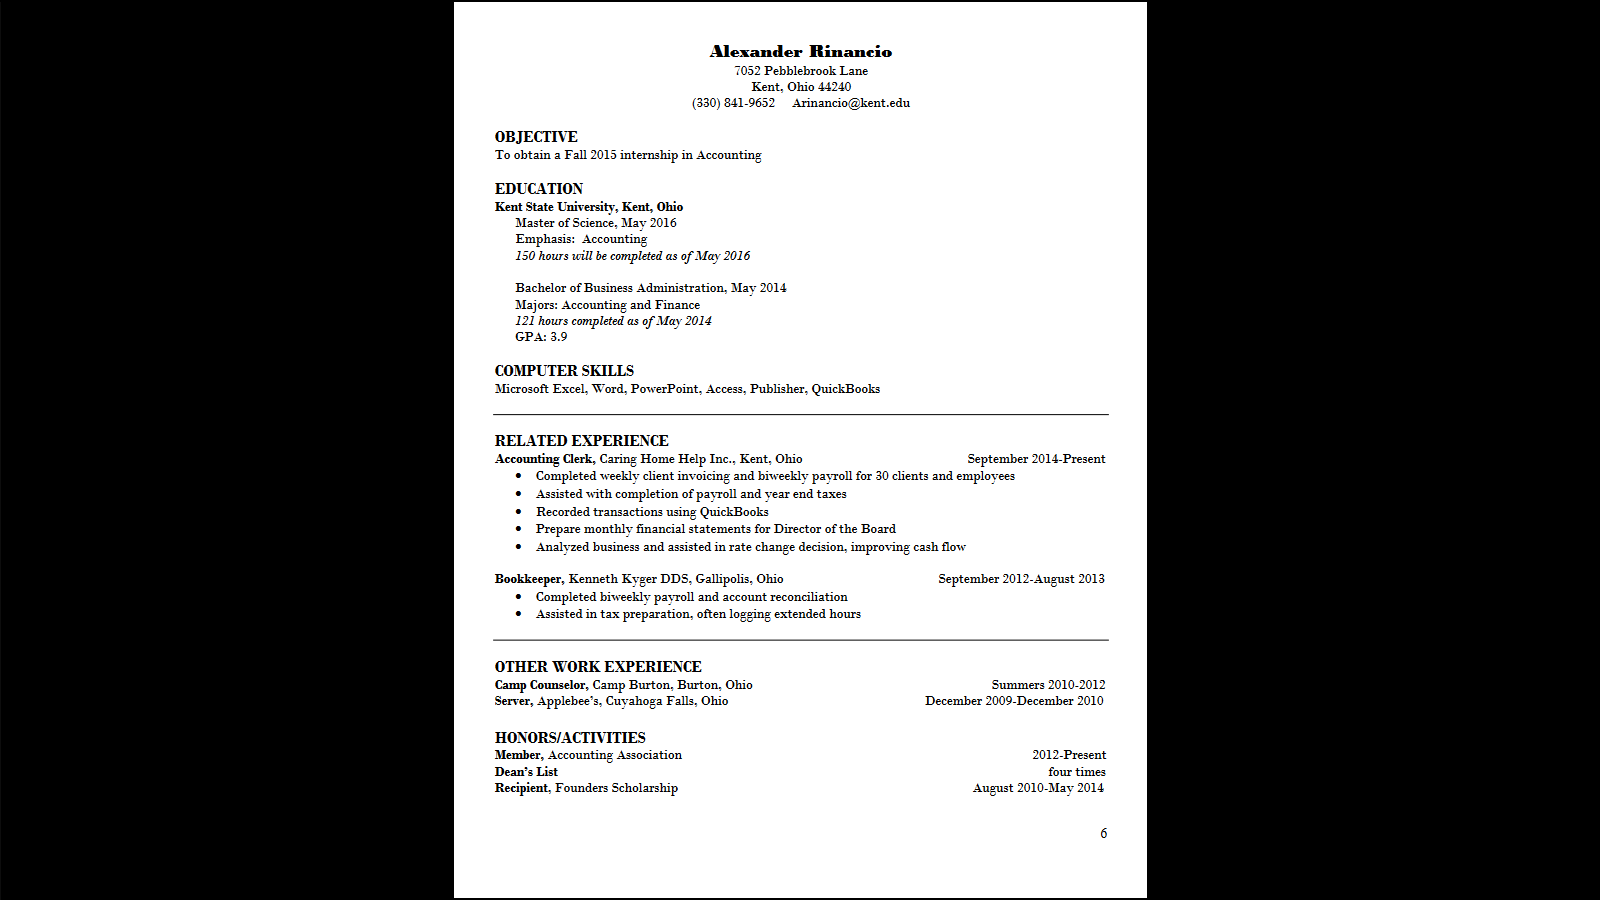 Alexander Rinancio
7052 Pebblebrook Lane
Kent, Ohio 44240
(330) 841-9652 Arinancio@kent.edu
OBJECTIVE
To obtain a Fall 2015 internship in Accounting
EDUCATION
Kent State University, Kent, Ohio
Master of Science, May 2016
Emphasis: Accounting
150 hours will be completed as of May 2016
Bachelor of Business Administration, May 2014
Majors: Accounting and Finance
121 hours completed as of May 2014
GPA: 3.9
COMPUTER SKILLS
Microsoft Excel, Word, PowerPoint, Access, Publisher, QuickBooks
RELATED EXPERIENCE
Accounting Clerk, Caring Home Help Inc., Kent, Ohio September 2014-Present
• Completed weekly client invoicing and biweekly payroll for 30 clients and employees
• Assisted with completion of payroll and year end taxes
• Recorded transactions using QuickBooks
• Prepare monthly financial statements for Director of the Board
• Analyzed business and assisted in rate change decision, improving cash flow
Bookkeeper, Kenneth Kyger DDS, Gallipolis, Ohio September 2012-August 2013
• Completed biweekly payroll and account reconciliation
• Assisted in tax preparation, often logging extended hours
OTHER WORK EXPERIENCE
Camp Counselor, Camp Burton, Burton, Ohio Summers 2010-2012
Server, Applebee's, Cuyahoga Falls, Ohio December 2009-December 2010
HONORS/ACTIVITIES
Member, Accounting Association 2012-Present
Dean's List four times
Recipient, Founders Scholarship August 2010-May 2014
6